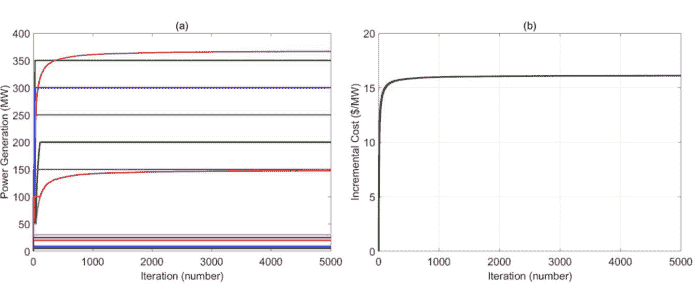 (a)
400
350
300
250
200
150
100
50
0
Power Generation (MW)
0 1000 2000 3000 4000 5000
Iteration (number)
(b)
20
15
10
5
0
Incremental Cost ($/MW)
0 1000 2000 3000 4000 5000
Iteration (number)